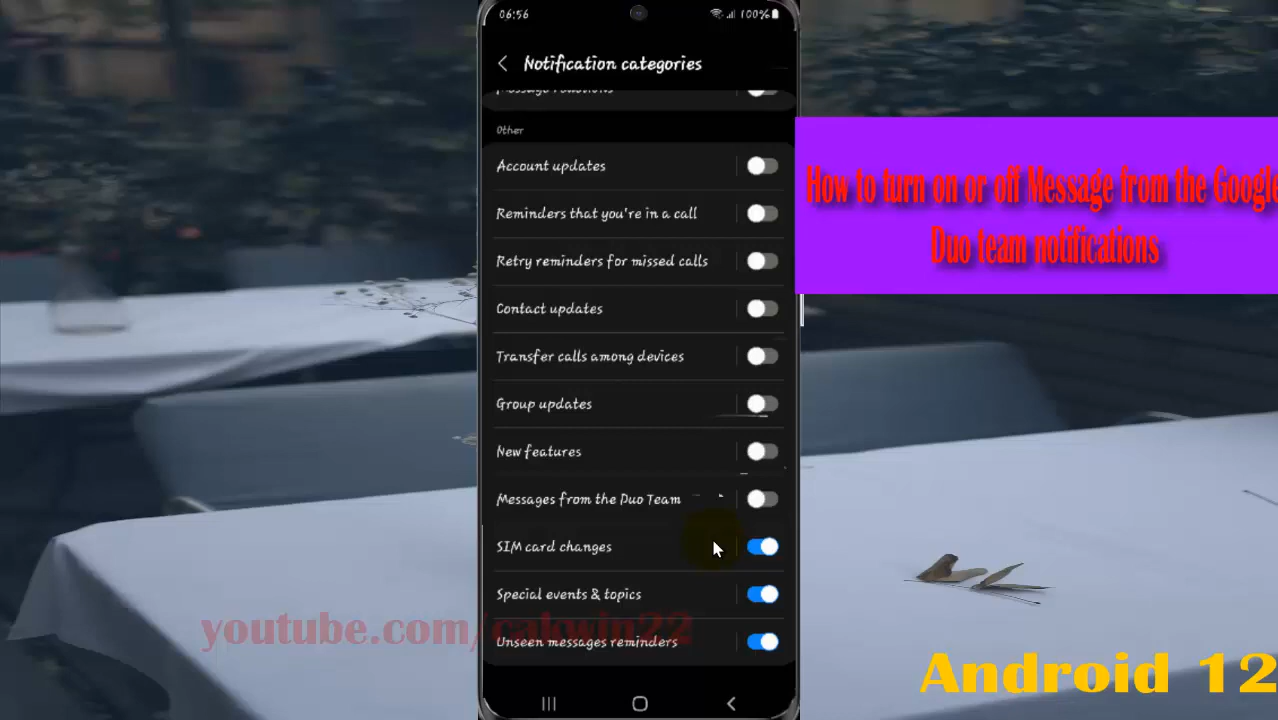 06:56 100%
Notification categories
Message reactions
Other
Account updates
Reminders that you're in a call
Retry reminders for missed calls
Contact updates
Transfer calls among devices
Group updates
New features
Messages from the Duo Team
SIM card changes
Special events & topics
Unseen messages reminders
How to turn on or off Message from the Google
Duo team notifications
youtube.com/cakwin22
Android 12